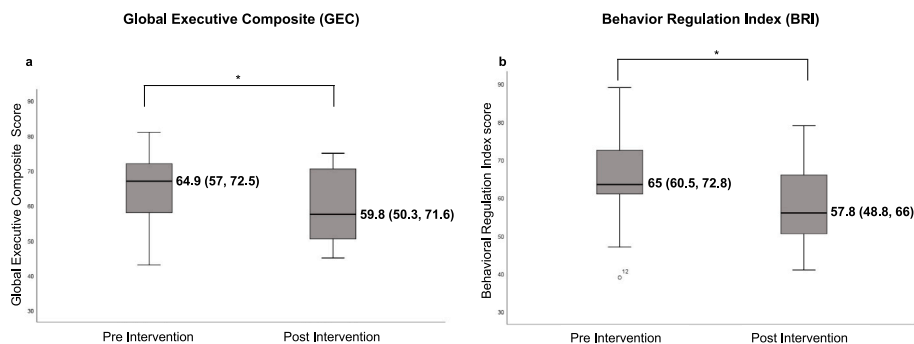 Global Executive Composite (GEC)
Behavior Regulation Index (BRI)
a
*
Global Executive Composite Score
90
80
70
60
50
40
30
64.9 (57, 72.5)
59.8 (50.3, 71.6)
Pre Intervention
Post Intervention
b
*
Behavioral Regulation Index score
90
80
70
60
50
40
30
65 (60.5, 72.8)
57.8 (48.8, 66)
12
Pre Intervention
Post Intervention